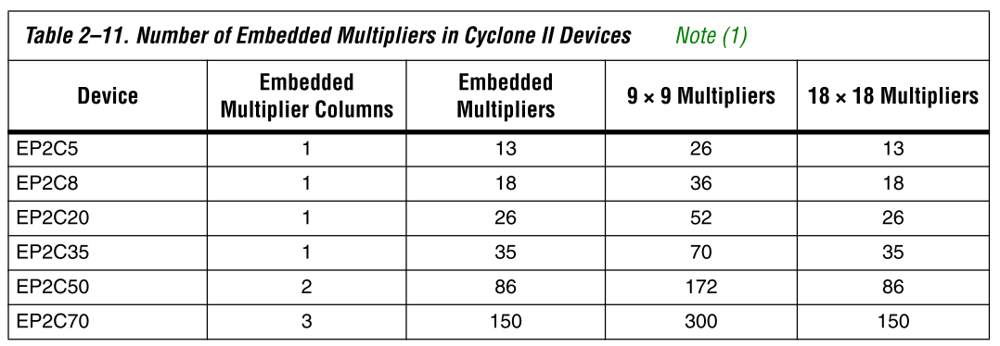 Table 2–11. Number of Embedded Multipliers in Cyclone II Devices Note (1)
Device Embedded Multiplier Columns Embedded Multipliers 9 × 9 Multipliers 18 × 18 Multipliers
EP2C5 1 13 26 13
EP2C8 1 18 36 18
EP2C20 1 26 52 26
EP2C35 1 35 70 35
EP2C50 2 86 172 86
EP2C70 3 150 300 150